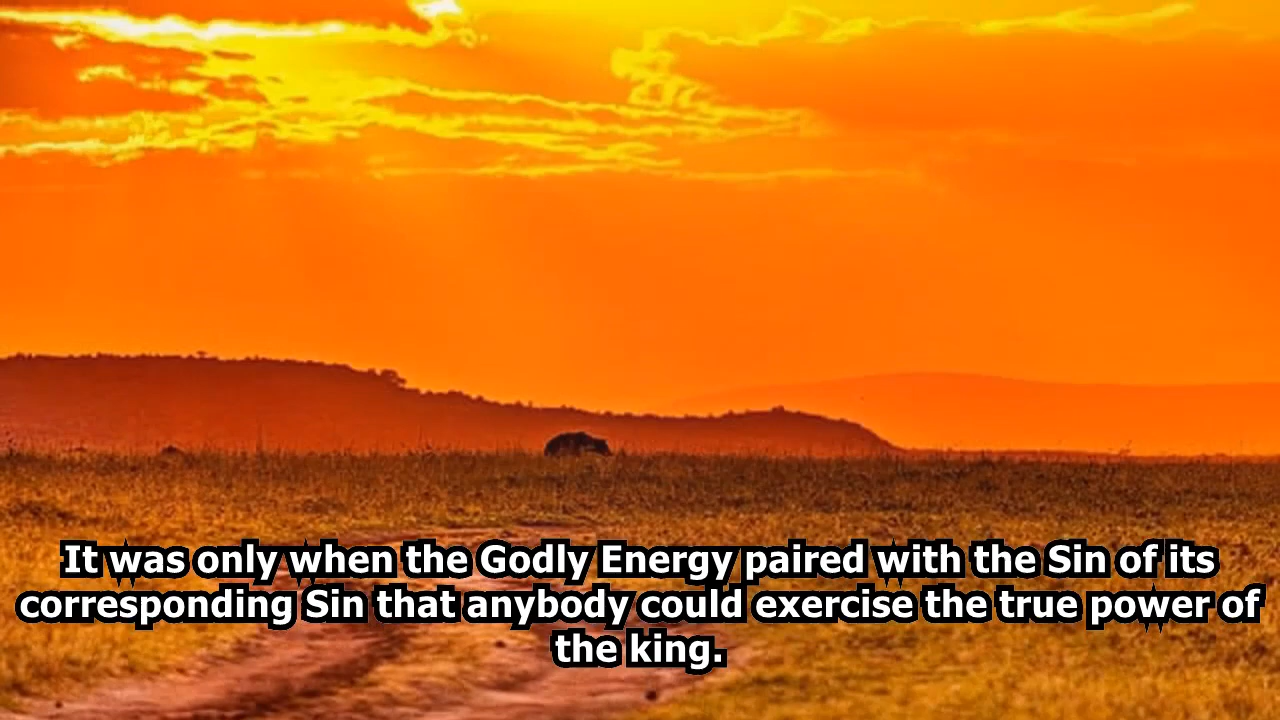 It was only when the Godly Energy paired with the Sin of its
corresponding Sin that anybody could exercise the true power of
the king.